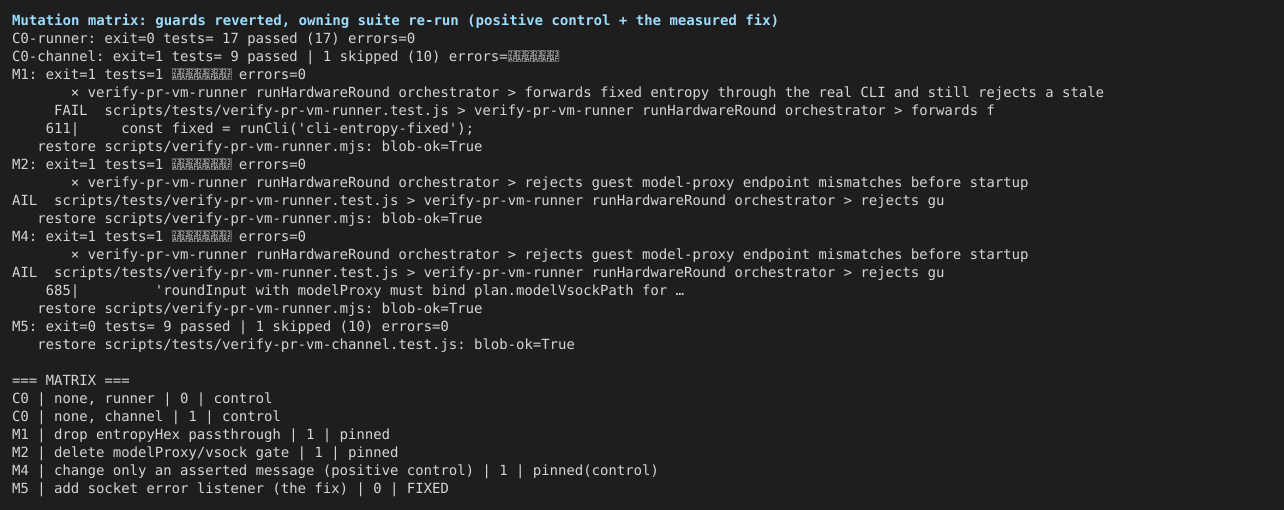 Mutation matrix: guards reverted, owning suite re-run (positive control + the measured fix)
C0-runner: exit=0 tests= 17 passed (17) errors=0
C0-channel: exit=1 tests= 9 passed | 1 skipped (10) errors=
M1: exit=1 tests=1 errors=0
× verify-pr-vm-runner runHardwareRound orchestrator > forwards fixed entropy through the real CLI and still rejects a stale
FAIL  scripts/tests/verify-pr-vm-runner.test.js > verify-pr-vm-runner runHardwareRound orchestrator > forwards f
611|     const fixed = runCli('cli-entropy-fixed');
restore scripts/verify-pr-vm-runner.mjs: blob-ok=True
M2: exit=1 tests=1 errors=0
× verify-pr-vm-runner runHardwareRound orchestrator > rejects guest model-proxy endpoint mismatches before startup
AIL  scripts/tests/verify-pr-vm-runner.test.js > verify-pr-vm-runner runHardwareRound orchestrator > rejects gu
restore scripts/verify-pr-vm-runner.mjs: blob-ok=True
M4: exit=1 tests=1 errors=0
× verify-pr-vm-runner runHardwareRound orchestrator > rejects guest model-proxy endpoint mismatches before startup
AIL  scripts/tests/verify-pr-vm-runner.test.js > verify-pr-vm-runner runHardwareRound orchestrator > rejects gu
685|         'roundInput with modelProxy must bind plan.modelVsockPath for …
restore scripts/verify-pr-vm-runner.mjs: blob-ok=True
M5: exit=0 tests= 9 passed | 1 skipped (10) errors=0
restore scripts/tests/verify-pr-vm-channel.test.js: blob-ok=True
=== MATRIX ===
C0 | none, runner | 0 | control
C0 | none, channel | 1 | control
M1 | drop entropyHex passthrough | 1 | pinned
M2 | delete modelProxy/vsock gate | 1 | pinned
M4 | change only an asserted message (positive control) | 1 | pinned(control)
M5 | add socket error listener (the fix) | 0 | FIXED